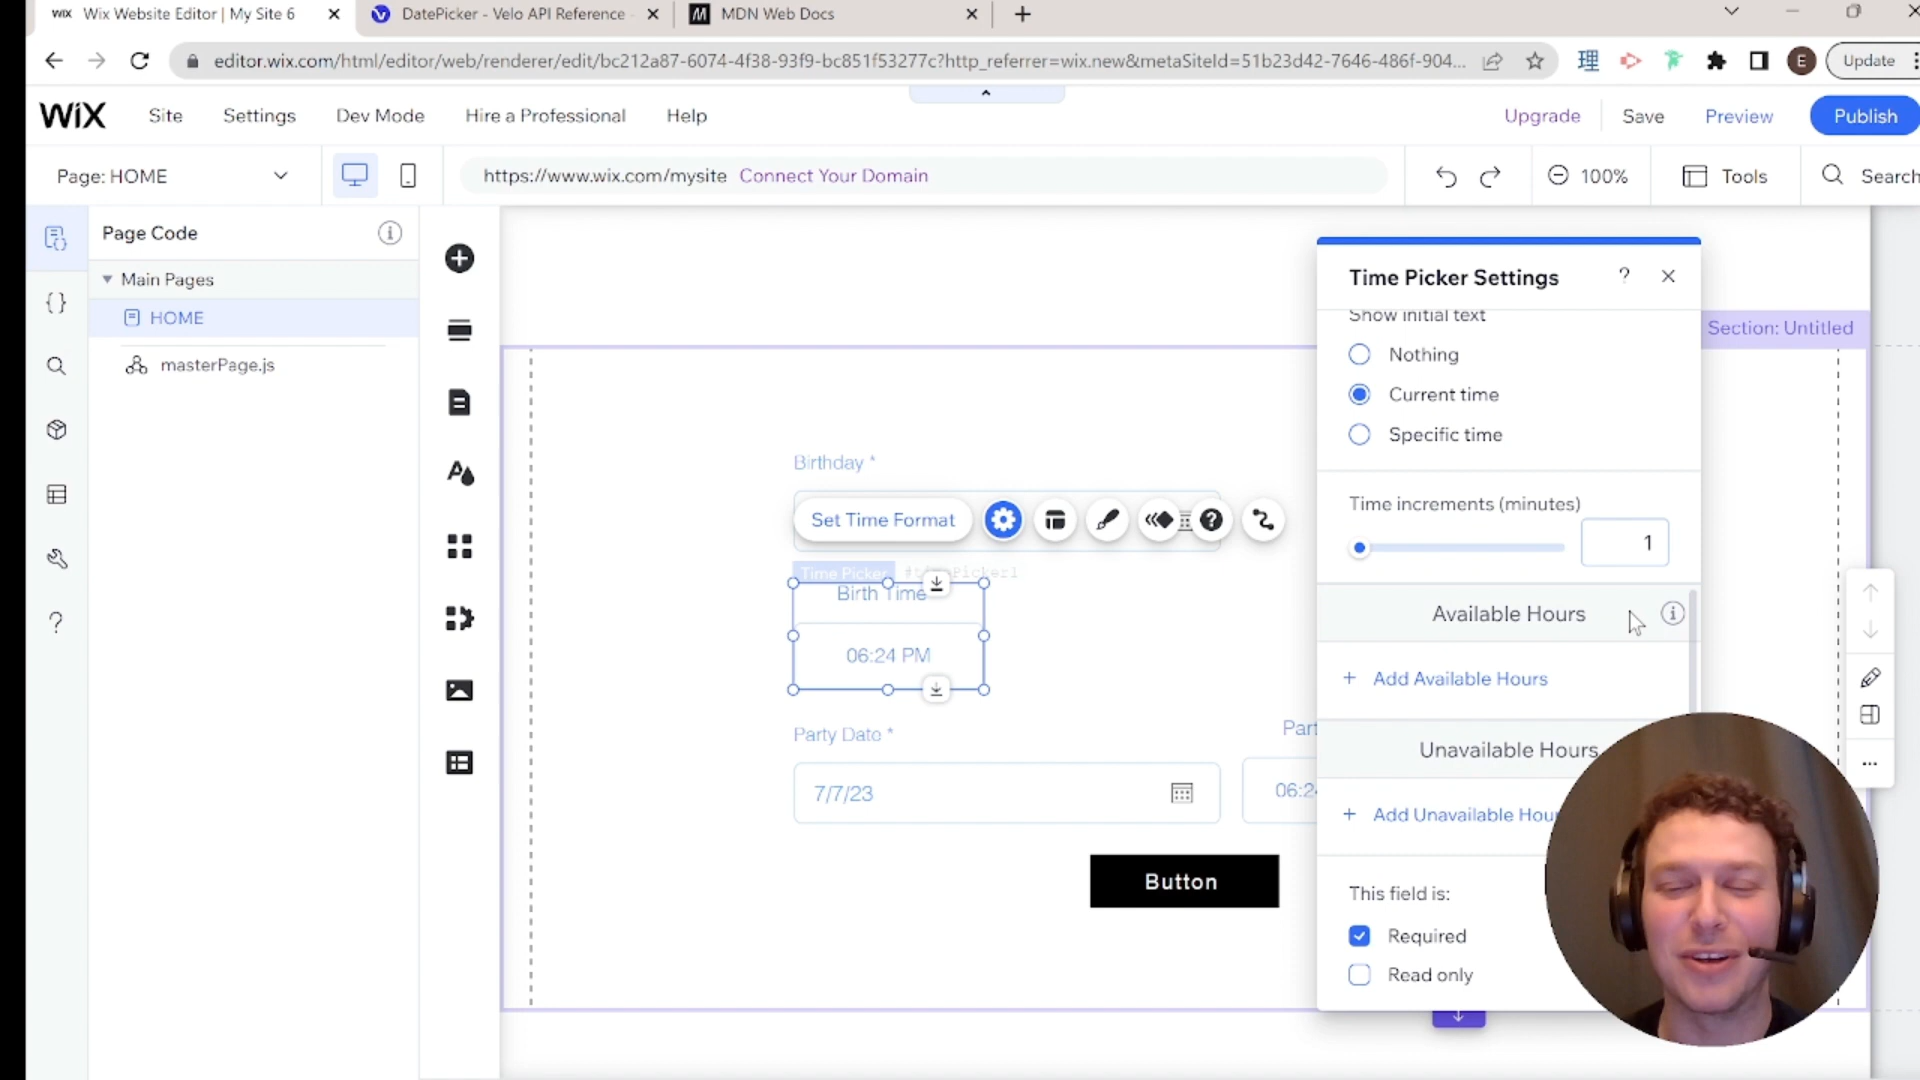 WIX Wix Website Editor | My Site 6
DatePicker - Velo API Reference -
MDN Web Docs
editor.wix.com/html/editor/web/renderer/edit/bc212a87-6074-4f38-93f9-bc851f53277c?http_referrer=wix.new&metaSiteId=51b23d42-7646-486f-904...
E
Update
WiX
Site
Settings
Dev Mode
Hire a Professional
Help
Upgrade
Save
Preview
Publish
Page: HOME
https://www.wix.com/mysite Connect Your Domain
100%
Tools
Search
Page Code
Main Pages
HOME
masterPage.js
Time Picker Settings
?
Show initial text
Section: Untitled
Nothing
Current time
Specific time
Birthday *
Set Time Format
Time increments (minutes)
1
Time Picker
Birth Time
06:24 PM
Available Hours
+ Add Available Hours
Party Date *
Part
7/7/23
06:24
Unavailable Hours
+ Add Unavailable Hou
Button
This field is:
Required
Read only